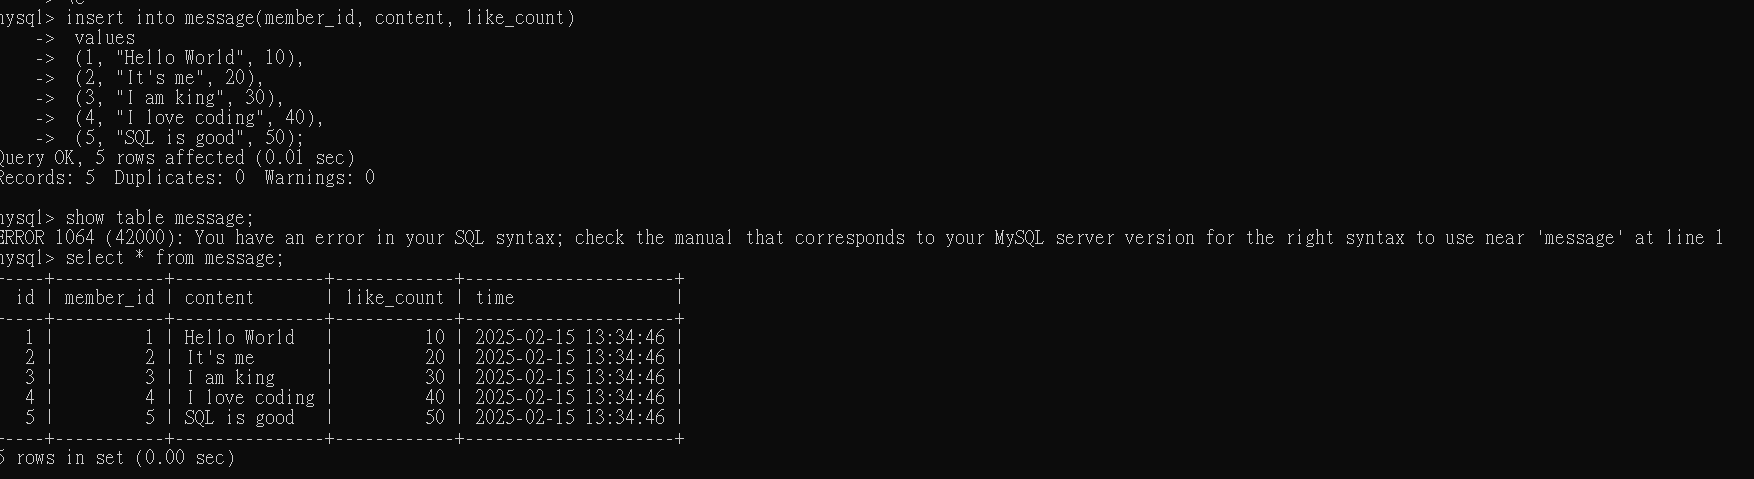 mysql> insert into message(member_id, content, like_count)
    ->  values
    ->  (1, "Hello World", 10),
    ->  (2, "It's me", 20),
    ->  (3, "I am king", 30),
    ->  (4, "I love coding", 40),
    ->  (5, "SQL is good", 50);
Query OK, 5 rows affected (0.01 sec)
Records: 5  Duplicates: 0  Warnings: 0
mysql> show table message;
ERROR 1064 (42000): You have an error in your SQL syntax; check the manual that corresponds to your MySQL server version for the right syntax to use near 'message' at line 1
mysql> select * from message;
+----+-----------+---------------+------------+---------------------+
| id | member_id | content       | like_count | time                |
+----+-----------+---------------+------------+---------------------+
|  1 |         1 | Hello World   |         10 | 2025-02-15 13:34:46 |
|  2 |         2 | It's me       |         20 | 2025-02-15 13:34:46 |
|  3 |         3 | I am king     |         30 | 2025-02-15 13:34:46 |
|  4 |         4 | I love coding |         40 | 2025-02-15 13:34:46 |
|  5 |         5 | SQL is good   |         50 | 2025-02-15 13:34:46 |
+----+-----------+---------------+------------+---------------------+
5 rows in set (0.00 sec)